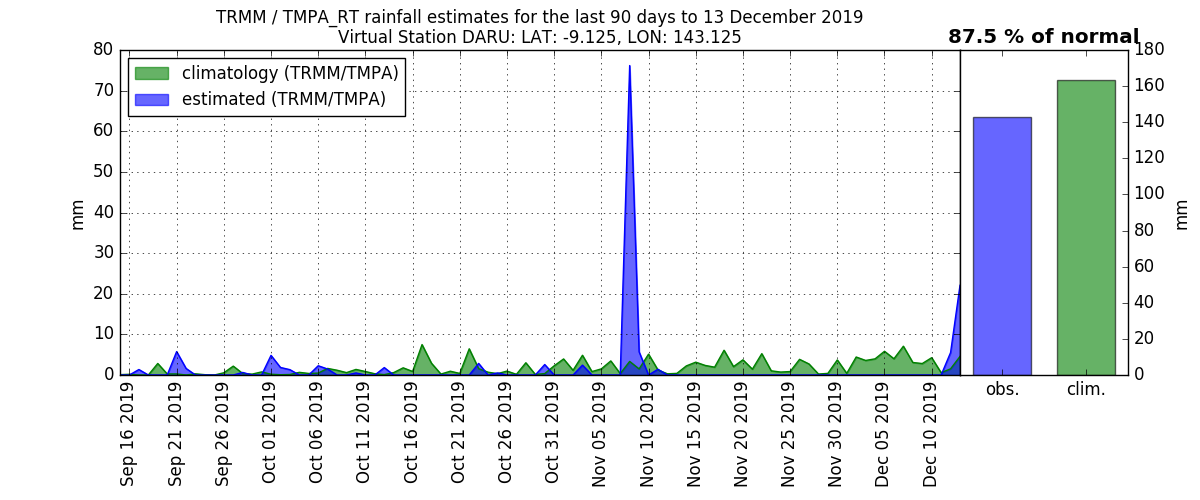 TRMM / TMPA_RT rainfall estimates for the last 90 days to 13 December 2019
Virtual Station DARU: LAT: -9.125, LON: 143.125
87.5 % of normal
climatology (TRMM/TMPA)
estimated (TRMM/TMPA)
mm
80
70
60
50
40
30
20
10
0
Sep 16 2019
Sep 21 2019
Sep 26 2019
Oct 01 2019
Oct 06 2019
Oct 11 2019
Oct 16 2019
Oct 21 2019
Oct 26 2019
Oct 31 2019
Nov 05 2019
Nov 10 2019
Nov 15 2019
Nov 20 2019
Nov 25 2019
Nov 30 2019
Dec 05 2019
Dec 10 2019
obs.
clim.
180
160
140
120
100
80
60
40
20
0
mm